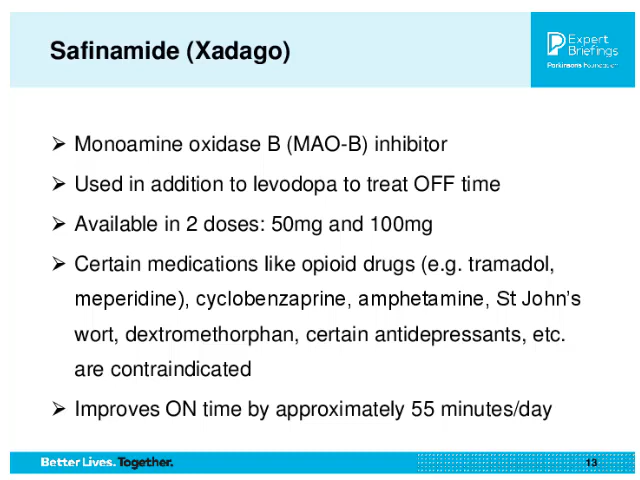 Safinamide (Xadago)
Expert
Briefings
Parkinson's Foundation
➢ Monoamine oxidase B (MAO-B) inhibitor
➢ Used in addition to levodopa to treat OFF time
➢ Available in 2 doses: 50mg and 100mg
➢ Certain medications like opioid drugs (e.g. tramadol,
meperidine), cyclobenzaprine, amphetamine, St John's
wort, dextromethorphan, certain antidepressants, etc.
are contraindicated
➢ Improves ON time by approximately 55 minutes/day
Better Lives. Together.
13